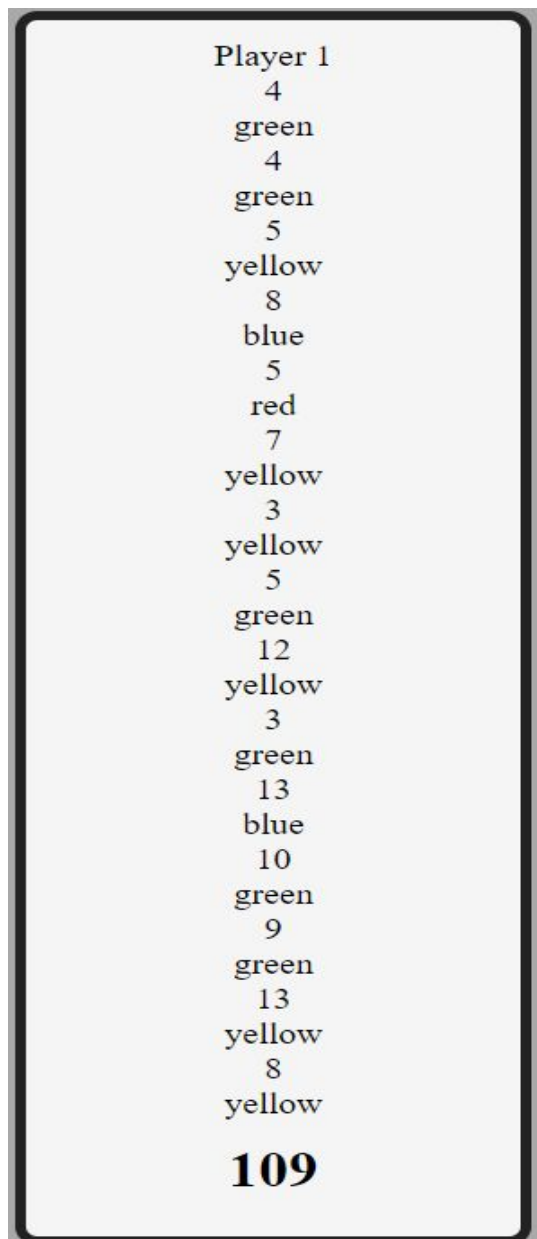 Player 1
4
green
4
green
5
yellow
8
blue
5
red
7
yellow
3
yellow
5
green
12
yellow
3
green
13
blue
10
green
9
green
13
yellow
8
yellow
109